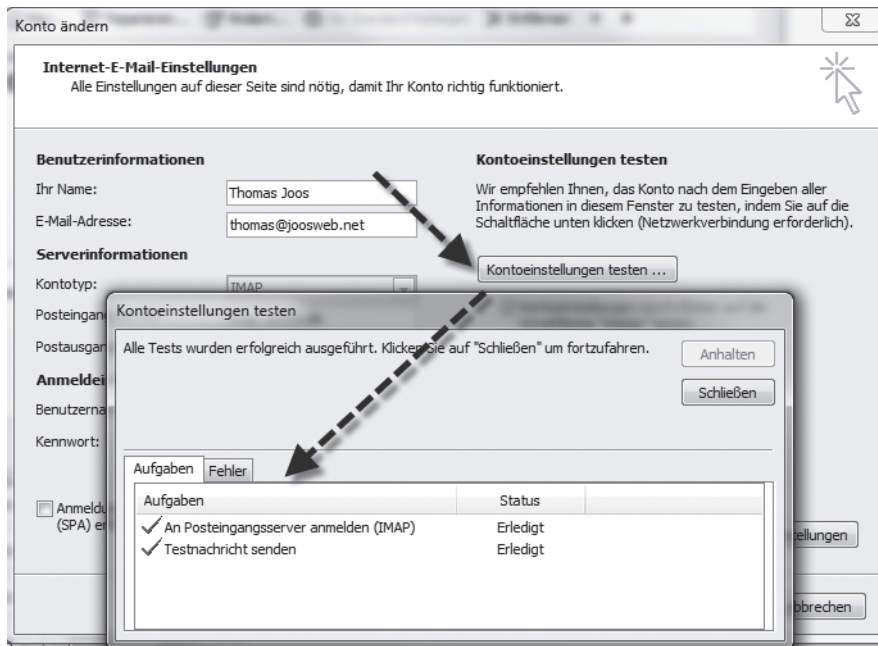 Konto ändern
Internet-E-Mail-Einstellungen
Alle Einstellungen auf dieser Seite sind nötig, damit Ihr Konto richtig funktioniert.
Benutzerinformationen
Ihr Name:
Thomas Joos
E-Mail-Adresse:
thomas@joosweb.net
Serverinformationen
Kontotyp:
IMAP
Posteingan
Postausgar
Anmeldei
Benutzerna
Kennwort:
Anmeldu
(SPA) er
Kontoeinstellungen testen
Wir empfehlen Ihnen, das Konto nach dem Eingeben aller
Informationen in diesem Fenster zu testen, indem Sie auf die
Schaltfläche unten klicken (Netzwerkverbindung erforderlich).
Kontoeinstellungen testen ...
Kontoeinstellungen testen
Alle Tests wurden erfolgreich ausgeführt. Klicken Sie auf "Schließen" um fortzufahren.
Anhalten
Schließen
Aufgaben
Fehler
Aufgaben Status
An Posteingangsserver anmelden (IMAP) Erledigt
Testnachricht senden Erledigt
ellungen
bbrechen